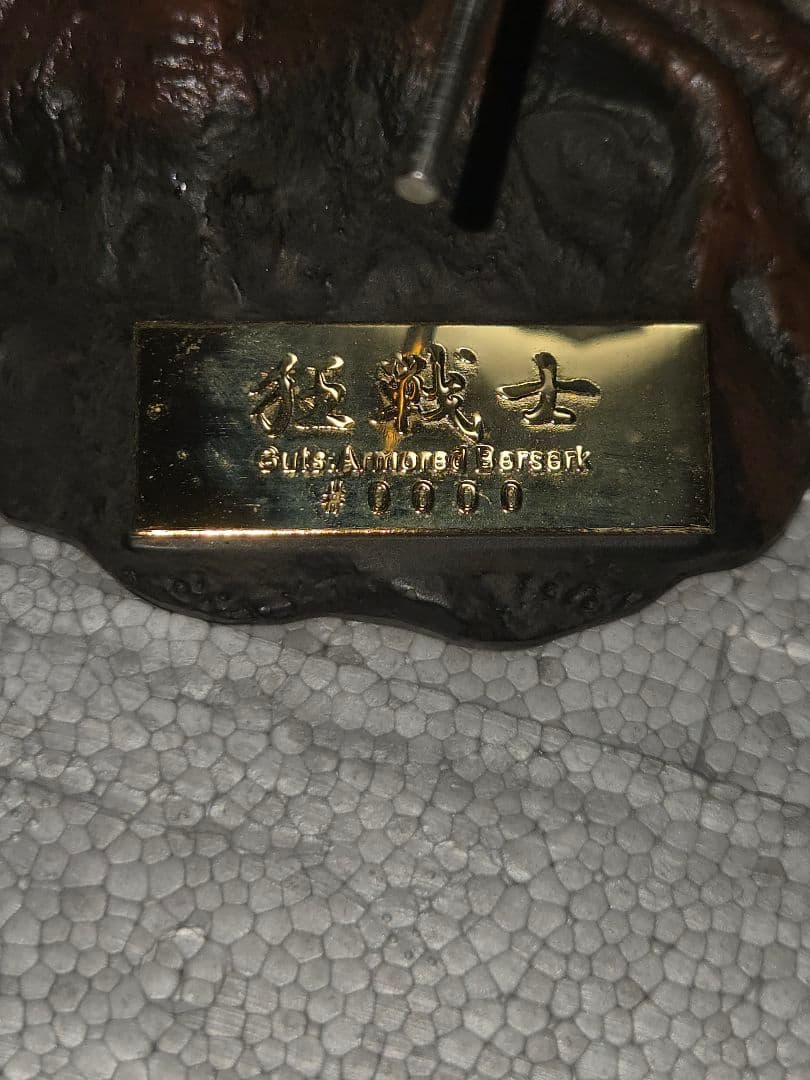 狂戦士
Guts:Armored Berserk
#0000